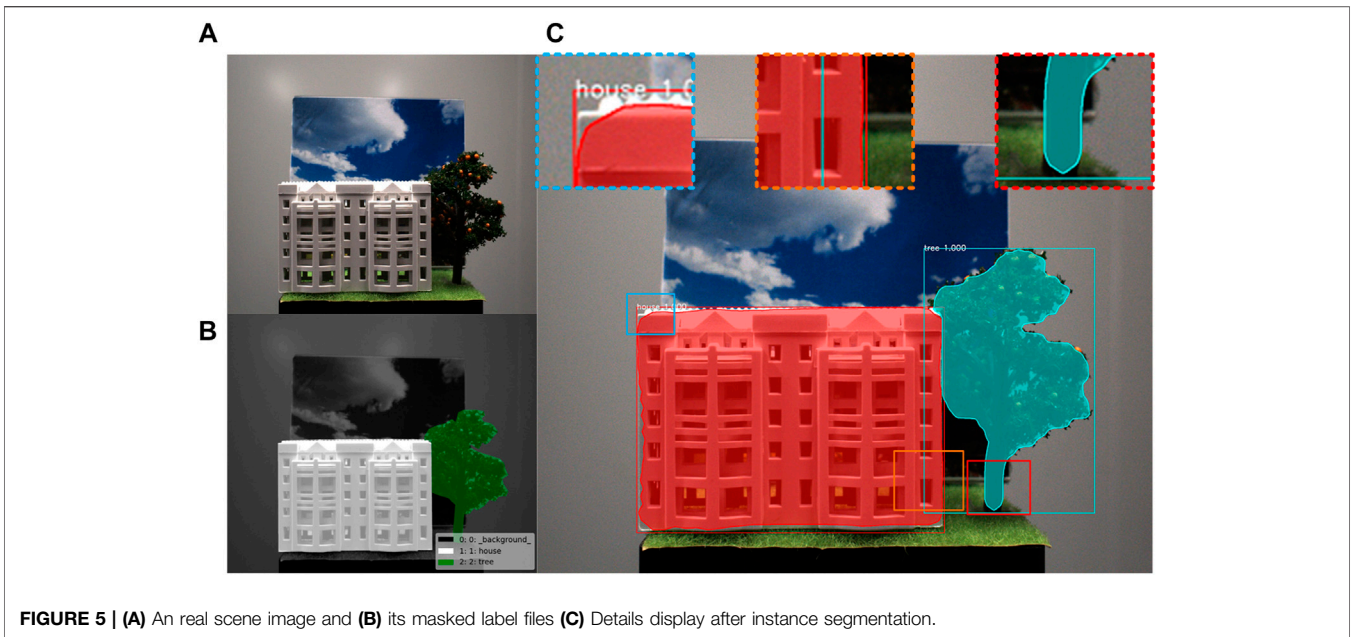 A
C
house 1.0
tree 1.000
house 1.000
B
0: 0: _background_
1: 1: house
2: 2: tree
FIGURE 5 | (A) An real scene image and (B) its masked label files (C) Details display after instance segmentation.